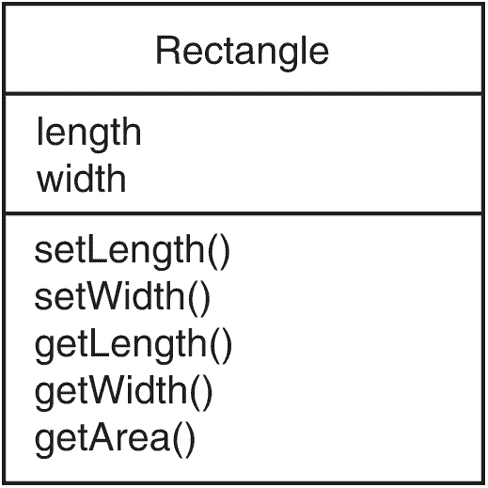 Rectangle
length
width
setLength()
setWidth()
getLength()
getWidth()
getArea()